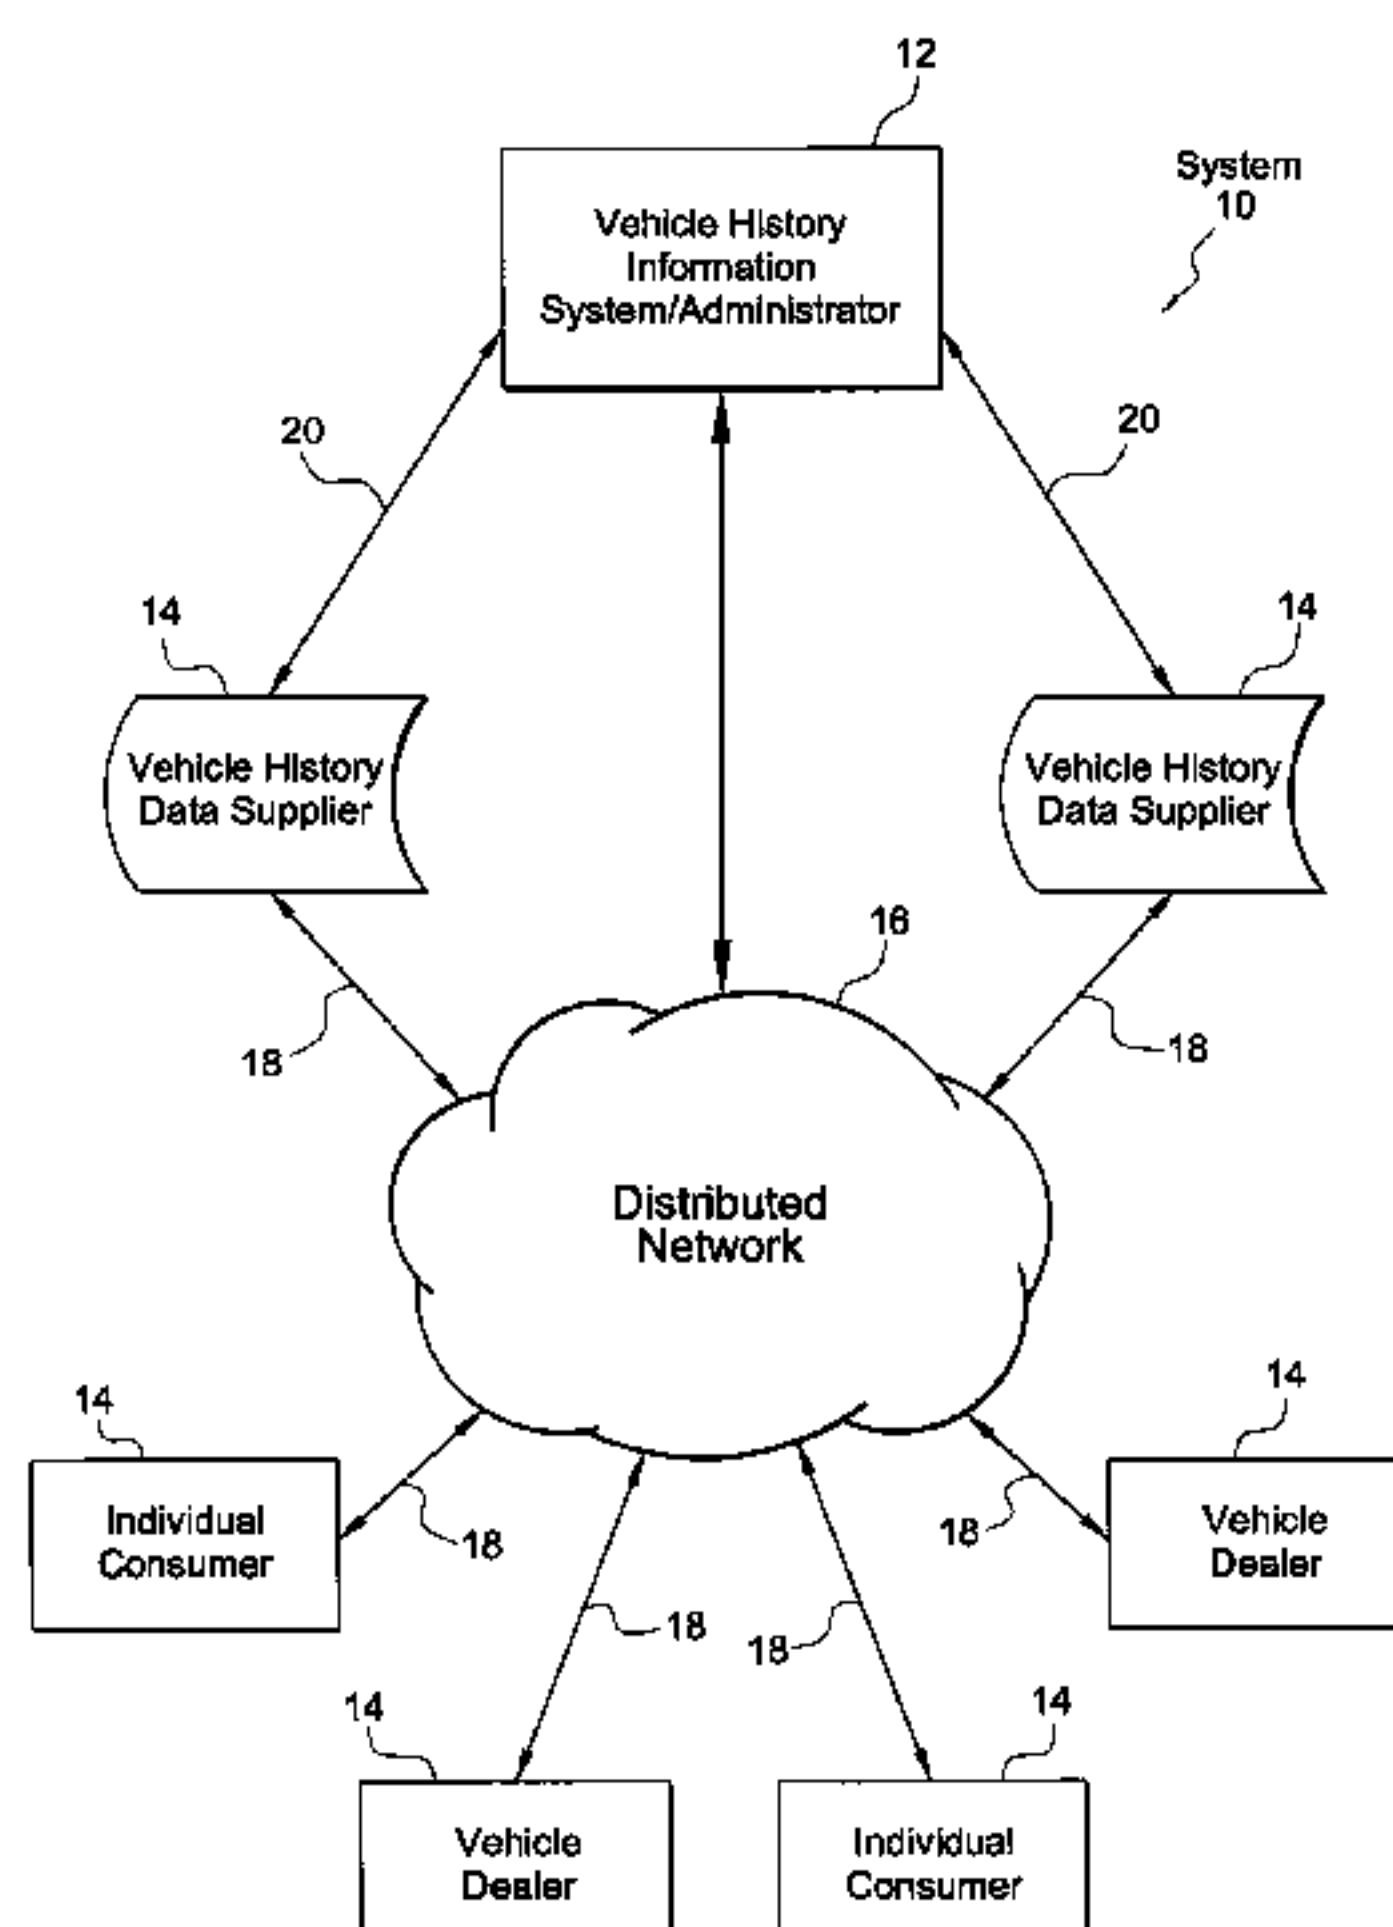 12
System
10
Vehicle History
Information
System/Administrator
20
20
14
14
Vehicle History
Data Supplier
Vehicle History
Data Supplier
16
18
18
Distributed
Network
14
14
Individual
Consumer
18
18
Vehicle
Dealer
18
18
14
14
Vehicle
Dealer
Individual
Consumer